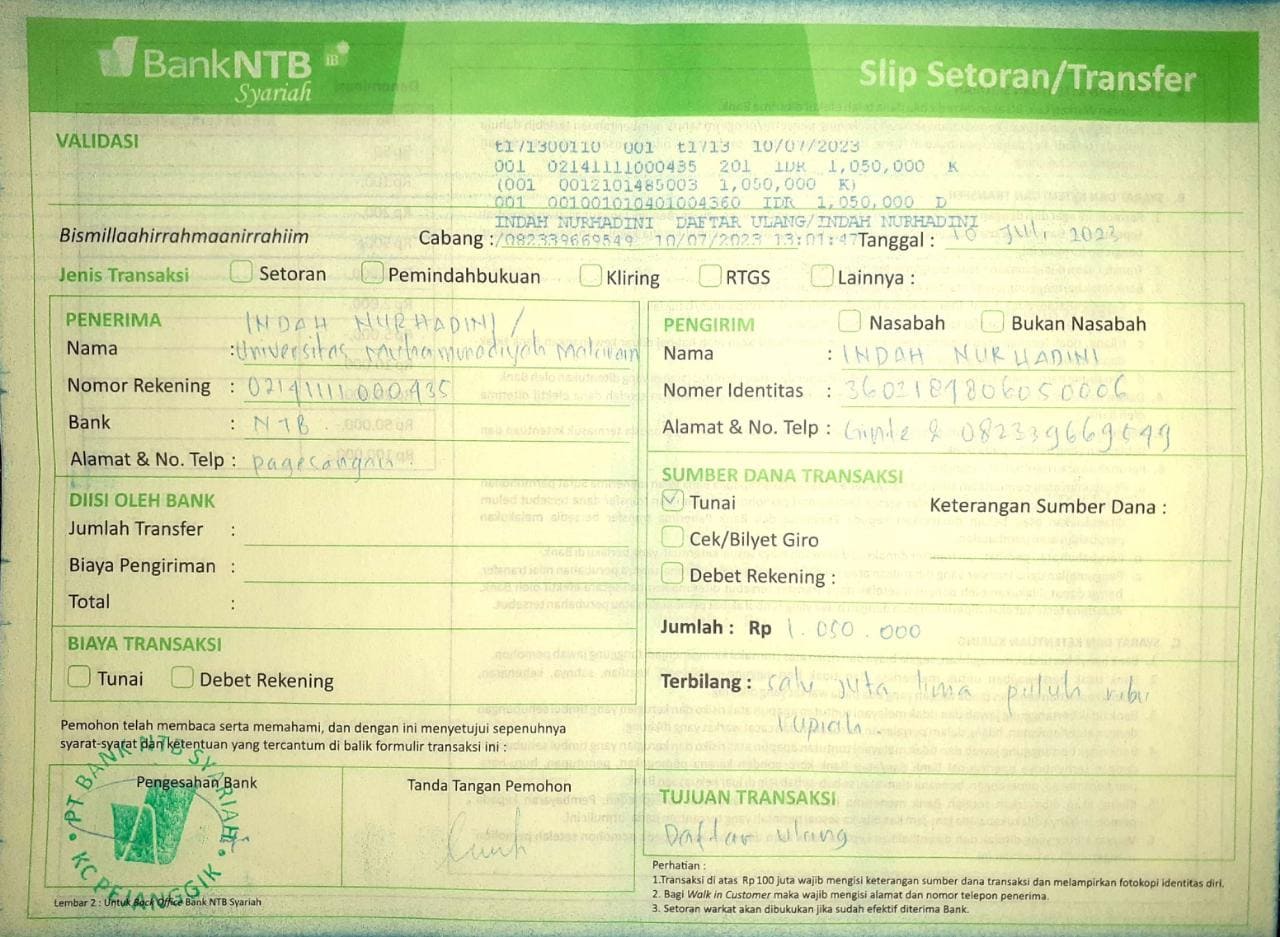 BankNTB
Syariah
Slip Setoran/Transfer
VALIDASI
t171300110 001 t1713 10/07/2023
001 02141111000435 201 IDR 1,050,000 K
(001 0012101485003 1,050,000 K)
001 001001010401004360 IDR 1,050,000 D
INDAH NURHADINI DAFTAR ULANG/INDAH NURHADINI
/082339669549 10/07/2023 13:01:47
Bismillaahirrahmaanirrahiim Cabang : Tanggal : 10 Juli 2023
Jenis Transaksi Setoran Pemindahbukuan Kliring RTGS Lainnya :
PENERIMA INDAH NURHADINI /
Nama : Universitas Muhammadiyah Mataram
Nomor Rekening : 02141111000435
Bank : NTB
Alamat & No. Telp : pagesangan
DIISI OLEH BANK
Jumlah Transfer :
Biaya Pengiriman :
Total :
BIAYA TRANSAKSI
Tunai Debet Rekening
Pemohon telah membaca serta memahami, dan dengan ini menyetujui sepenuhnya
syarat-syarat dan ketentuan yang tercantum di balik formulir transaksi ini :
Pengesahan Bank Tanda Tangan Pemohon
PT BANK NTB SYARIAH
KC PEJANGGIK
Lembar 2 : Untuk Back Office Bank NTB Syariah
PENGIRIM Nasabah Bukan Nasabah
Nama : INDAH NURHADINI
Nomer Identitas :
Alamat & No. Telp : & 082339669549
SUMBER DANA TRANSAKSI
Tunai Keterangan Sumber Dana :
Cek/Bilyet Giro
Debet Rekening :
Jumlah : Rp 1.050.000
Terbilang : satu juta lima puluh ribu
rupiah.
TUJUAN TRANSAKSI
Daftar ulang
Perhatian :
1.Transaksi di atas Rp 100 juta wajib mengisi keterangan sumber dana transaksi dan melampirkan fotokopi identitas diri.
2. Bagi Walk in Customer maka wajib mengisi alamat dan nomor telepon penerima.
3. Setoran warkat akan dibukukan jika sudah efektif diterima Bank.